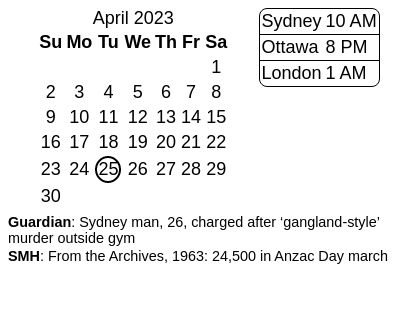 April 2023
Su Mo Tu We Th Fr Sa
1
2 3 4 5 6 7 8
9 10 11 12 13 14 15
16 17 18 19 20 21 22
23 24 25 26 27 28 29
30
Sydney 10 AM
Ottawa 8 PM
London 1 AM
Guardian: Sydney man, 26, charged after ‘gangland-style’
murder outside gym
SMH: From the Archives, 1963: 24,500 in Anzac Day march